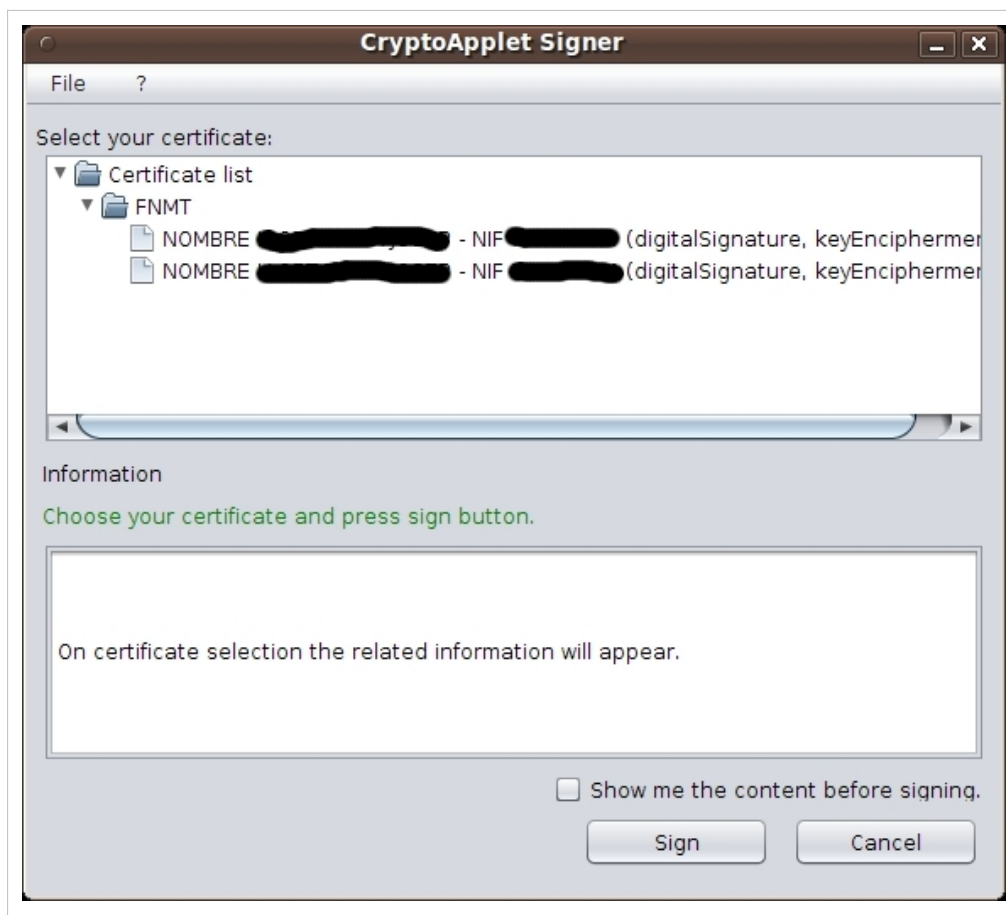 CryptoApplet Signer
File ?
Select your certificate:
Certificate list
FNMT
NOMBRE - NIF (digitalSignature, keyEnciphermen
NOMBRE - NIF (digitalSignature, keyEnciphermen
Information
Choose your certificate and press sign button.
On certificate selection the related information will appear.
Show me the content before signing.
Sign Cancel